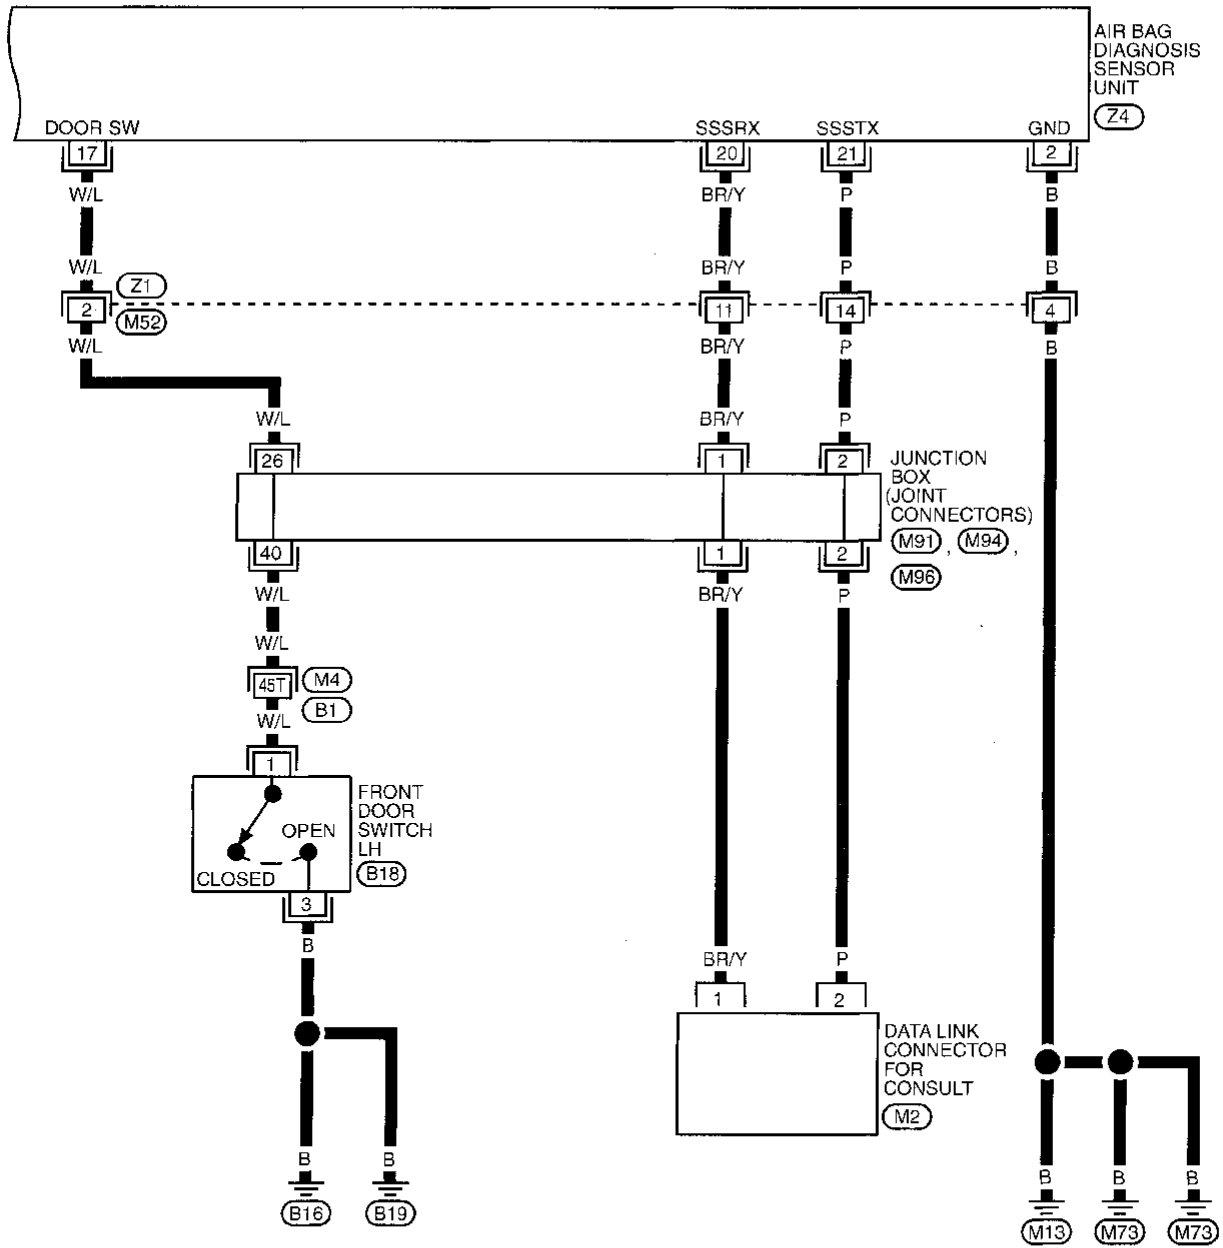 AIR BAG
DIAGNOSIS
SENSOR
UNIT
Z4
DOOR SW SSSRX SSSTX GND
17 20 21 2
W/L BR/Y P B
W/L BR/Y P B
Z1
2 11 14 4
M52
W/L BR/Y P B
W/L BR/Y P
26 1 2
JUNCTION
BOX
(JOINT
CONNECTORS)
M91 , M94 ,
M96
40 1 2
W/L BR/Y P
W/L
45T M4
B1
W/L
1
FRONT
DOOR
SWITCH
LH
B18
OPEN
CLOSED
3
B
BR/Y P
1 2
DATA LINK
CONNECTOR
FOR
CONSULT
M2
B B
B16 B19
B B B
M13 M73 M73